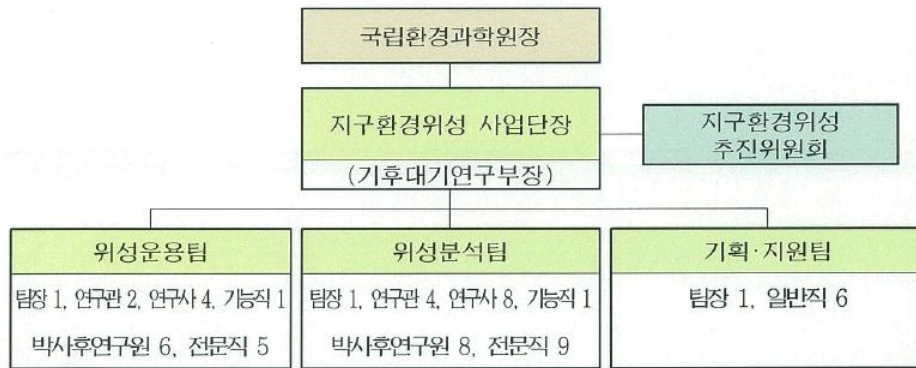 국립환경과학원장
지구환경위성 사업단장
(기후대기연구부장)
지구환경위성
추진위원회
위성운용팀
팀장 1, 연구관 2, 연구사 4, 기능직 1
박사후연구원 6, 전문직 5
위성분석팀
팀장 1, 연구관 4, 연구사 8, 기능직 1
박사후연구원 8, 전문직 9
기획·지원팀
팀장 1, 일반직 6